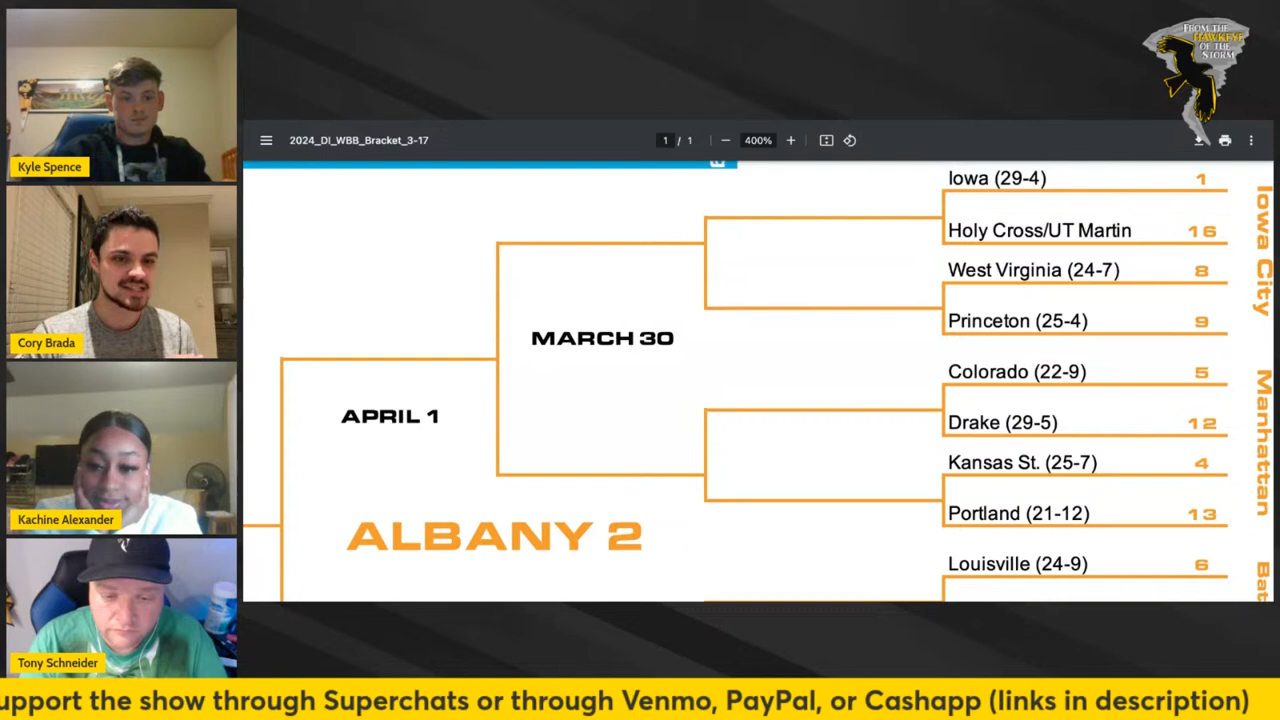 Kyle Spence
Cory Brada
Kachine Alexander
Tony Schneider
FROM THE
HAWKEYE
OF THE
STORM
2024_DI_WBB_Bracket_3-17
1 / 1
400%
Iowa (29-4) 1
Holy Cross/UT Martin 16
West Virginia (24-7) 8
Princeton (25-4) 9
Colorado (22-9) 5
Drake (29-5) 12
Kansas St. (25-7) 4
Portland (21-12) 13
Louisville (24-9) 6
MARCH 30
APRIL 1
ALBANY 2
Iowa City
Manhattan
Bat
upport the show through Superchats or through Venmo, PayPal, or Cashapp (links in description)